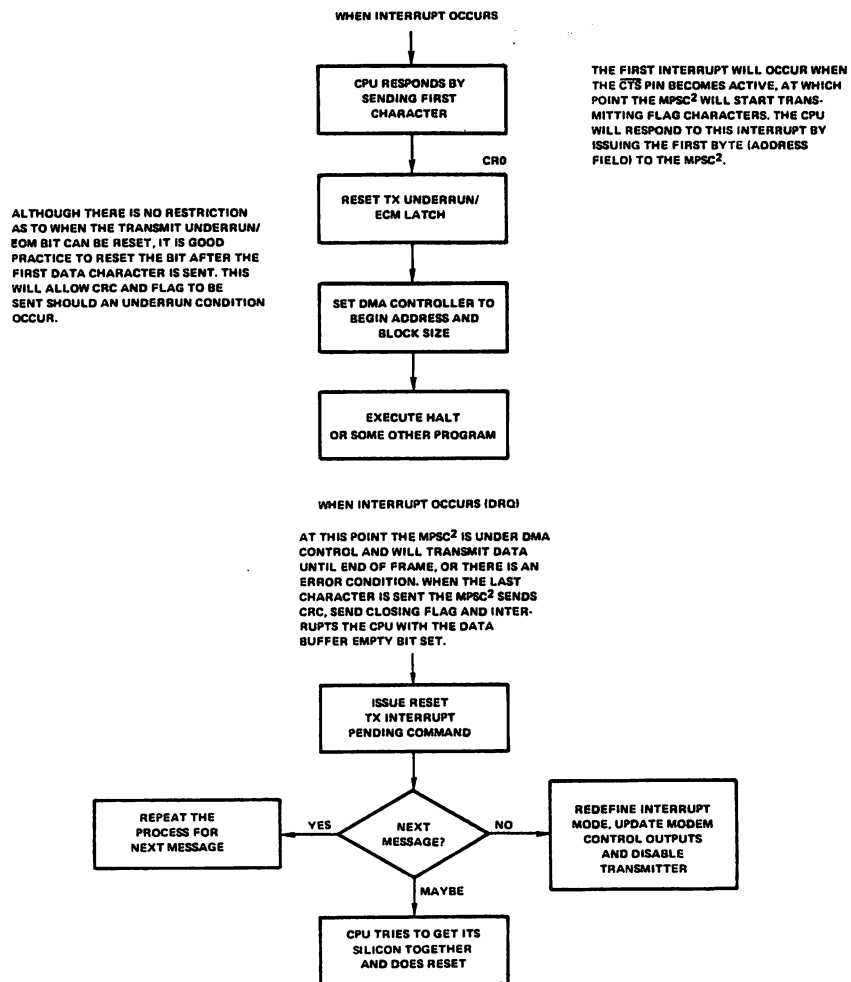 WHEN INTERRUPT OCCURS
CPU RESPONDS BY
SENDING FIRST
CHARACTER
THE FIRST INTERRUPT WILL OCCUR WHEN
THE CTS PIN BECOMES ACTIVE, AT WHICH
POINT THE MPSC² WILL START TRANS-
MITTING FLAG CHARACTERS. THE CPU
WILL RESPOND TO THIS INTERRUPT BY
ISSUING THE FIRST BYTE (ADDRESS
FIELD) TO THE MPSC².
CR0
RESET TX UNDERRUN/
ECM LATCH
ALTHOUGH THERE IS NO RESTRICTION
AS TO WHEN THE TRANSMIT UNDERRUN/
EOM BIT CAN BE RESET, IT IS GOOD
PRACTICE TO RESET THE BIT AFTER THE
FIRST DATA CHARACTER IS SENT. THIS
WILL ALLOW CRC AND FLAG TO BE
SENT SHOULD AN UNDERRUN CONDITION
OCCUR.
SET DMA CONTROLLER TO
BEGIN ADDRESS AND
BLOCK SIZE
EXECUTE HALT
OR SOME OTHER PROGRAM
WHEN INTERRUPT OCCURS (DRQ)
AT THIS POINT THE MPSC² IS UNDER DMA
CONTROL AND WILL TRANSMIT DATA
UNTIL END OF FRAME, OR THERE IS AN
ERROR CONDITION. WHEN THE LAST
CHARACTER IS SENT THE MPSC² SENDS
CRC, SEND CLOSING FLAG AND INTER-
RUPTS THE CPU WITH THE DATA
BUFFER EMPTY BIT SET.
ISSUE RESET
TX INTERRUPT
PENDING COMMAND
REPEAT THE
PROCESS FOR
NEXT MESSAGE
YES
NEXT
MESSAGE?
NO
REDEFINE INTERRUPT
MODE, UPDATE MODEM
CONTROL OUTPUTS
AND DISABLE
TRANSMITTER
MAYBE
CPU TRIES TO GET ITS
SILICON TOGETHER
AND DOES RESET